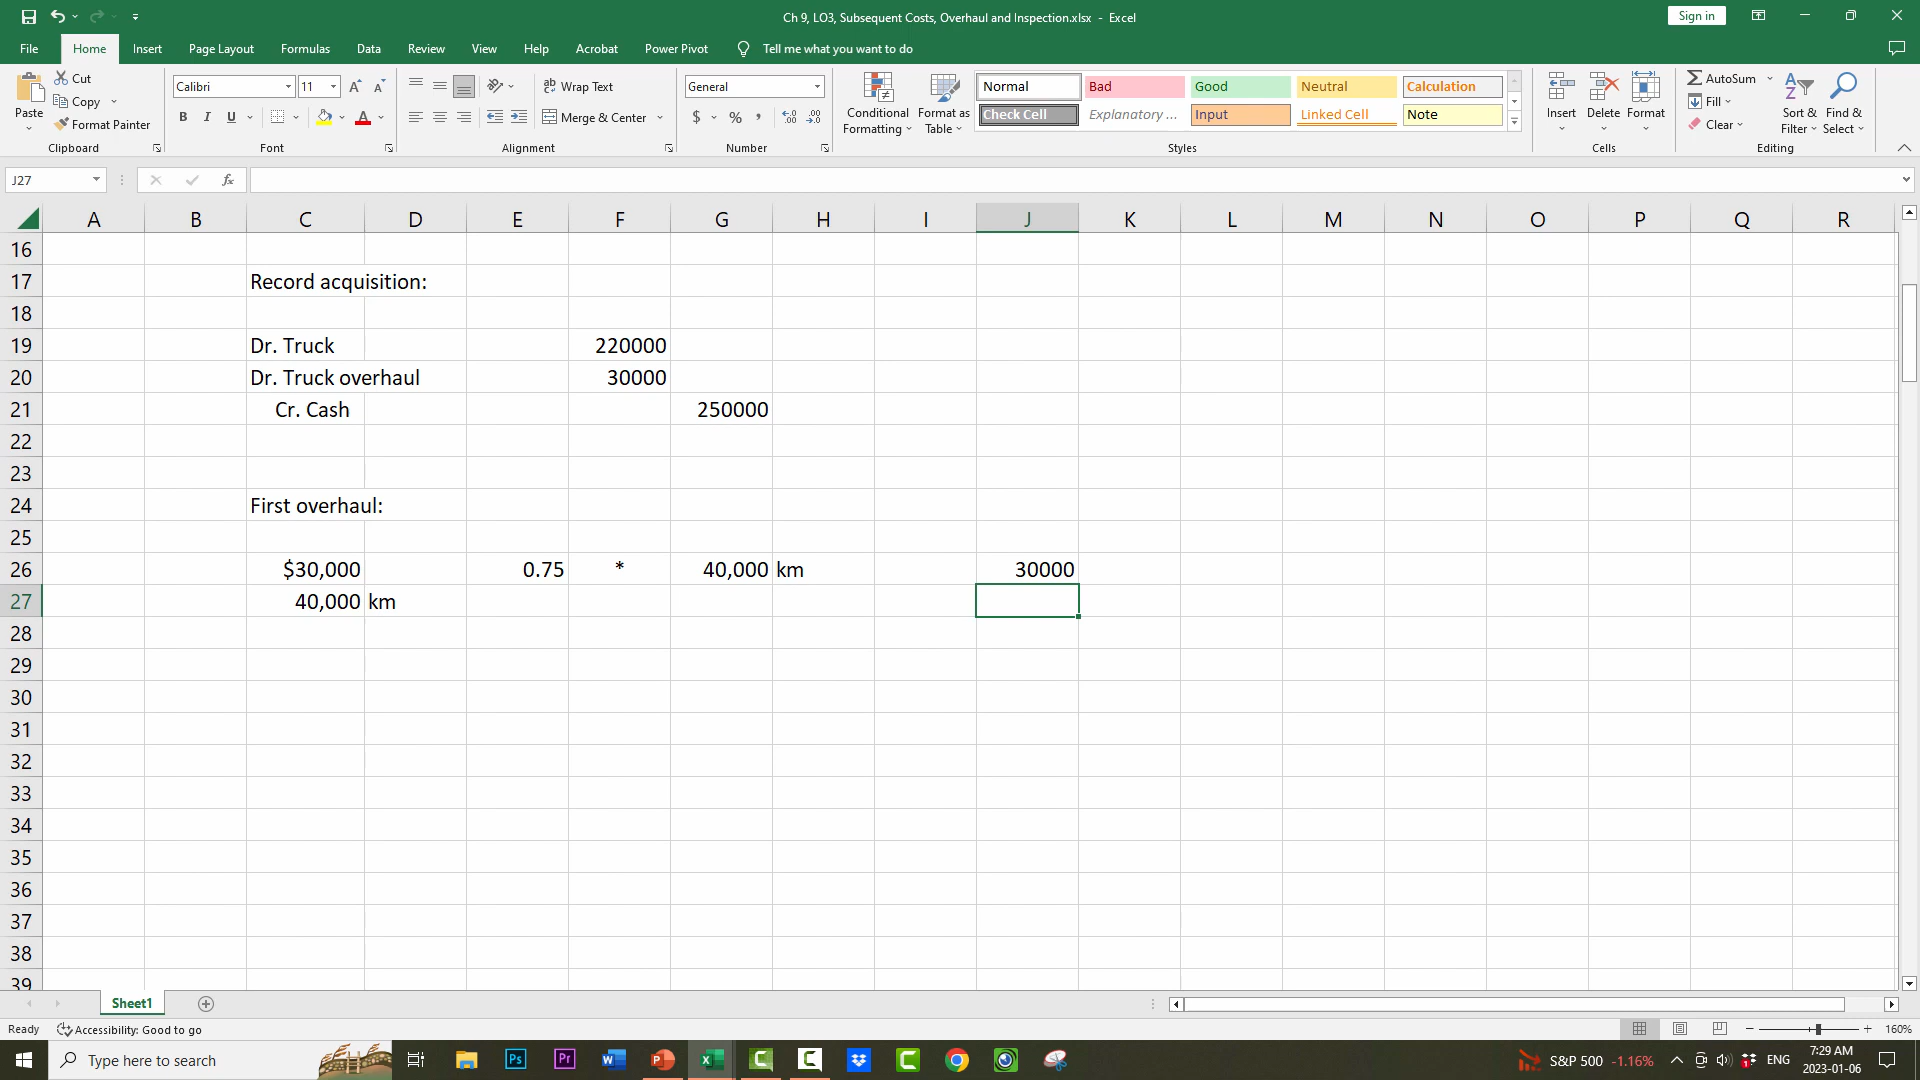 Ch 9, LO3, Subsequent Costs, Overhaul and Inspection.xlsx - Excel
Sign in
File Home Insert Page Layout Formulas Data Review View Help Acrobat Power Pivot Tell me what you want to do
Paste
Cut
Copy
Format Painter
Clipboard
Calibri 11
B I U
Font
Wrap Text
Merge & Center
Alignment
General
$ % ,
Number
Conditional Formatting
Format as Table
Normal Bad Good Neutral Calculation
Check Cell Explanatory ... Input Linked Cell Note
Styles
Insert Delete Format
Cells
AutoSum
Fill
Clear
Sort & Filter
Find & Select
Editing
J27
fx
A B C D E F G H I J K L M N O P Q R
16
17 Record acquisition:
18
19 Dr. Truck 220000
20 Dr. Truck overhaul 30000
21 Cr. Cash 250000
22
23
24 First overhaul:
25
26 $30,000 0.75 * 40,000 km 30000
27 40,000 km
28
29
30
31
32
33
34
35
36
37
38
39
Sheet1
Ready Accessibility: Good to go 160%
Type here to search
S&P 500 -1.16% ENG 7:29 AM
2023-01-06